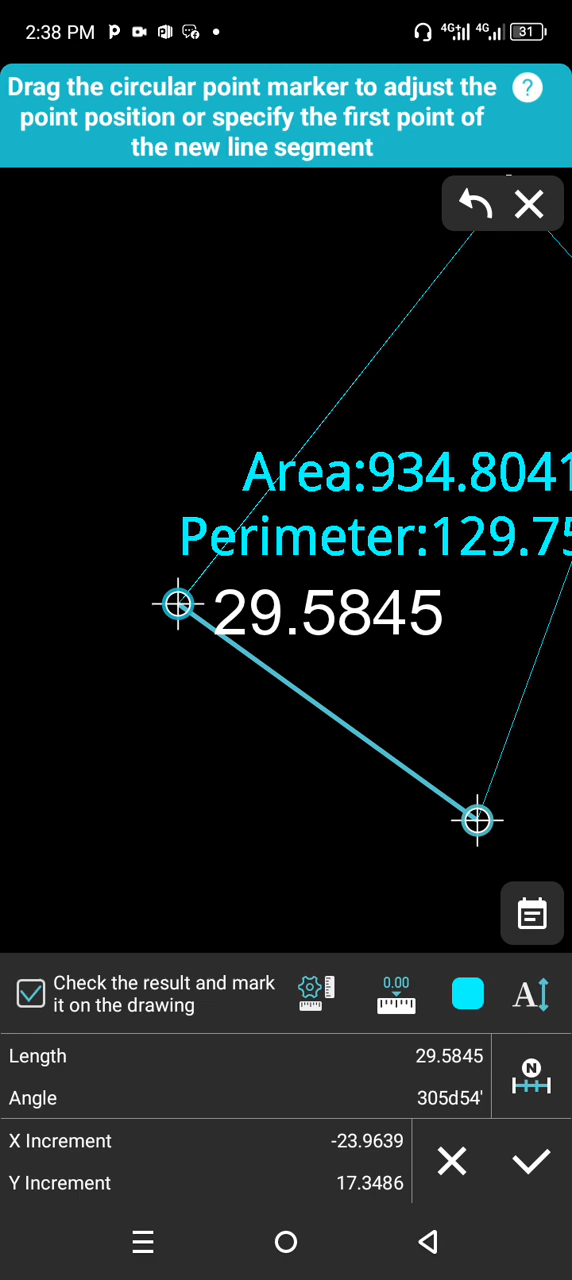 2:38 PM
4G+
4G
31
Drag the circular point marker to adjust the
point position or specify the first point of
the new line segment
?
Area:934.8041
Perimeter:129.75
29.5845
Check the result and mark
it on the drawing
0.00
A
Length 29.5845
N
Angle 305d54'
X Increment -23.9639
Y Increment 17.3486